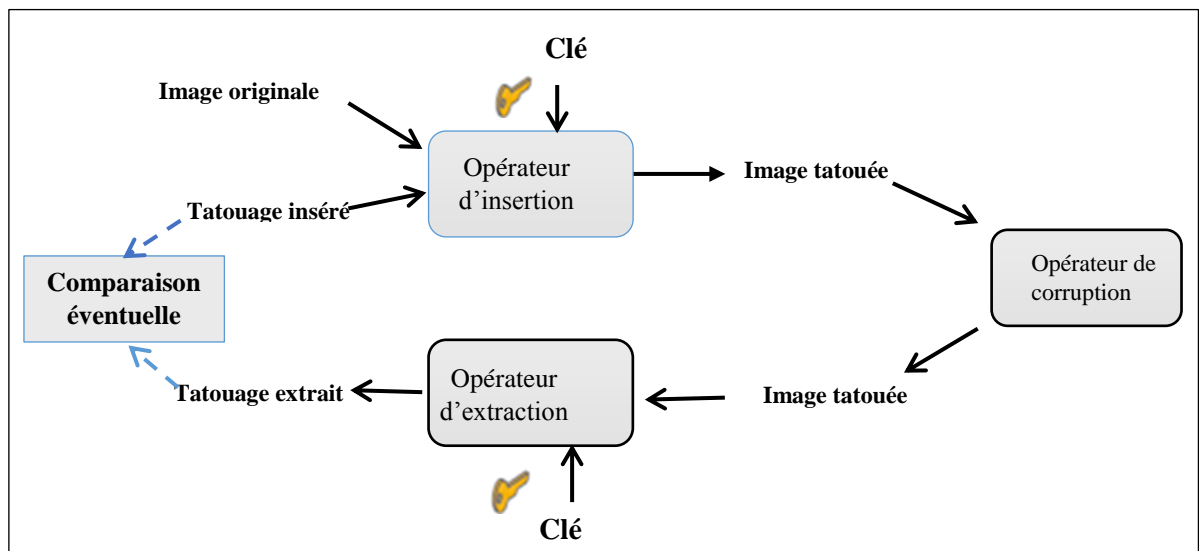 Clé
Image originale
Opérateur
d’insertion
Image tatouée
Tatouage inséré
Opérateur de
corruption
Comparaison
éventuelle
Opérateur
d’extraction
Image tatouée
Tatouage extrait
Clé